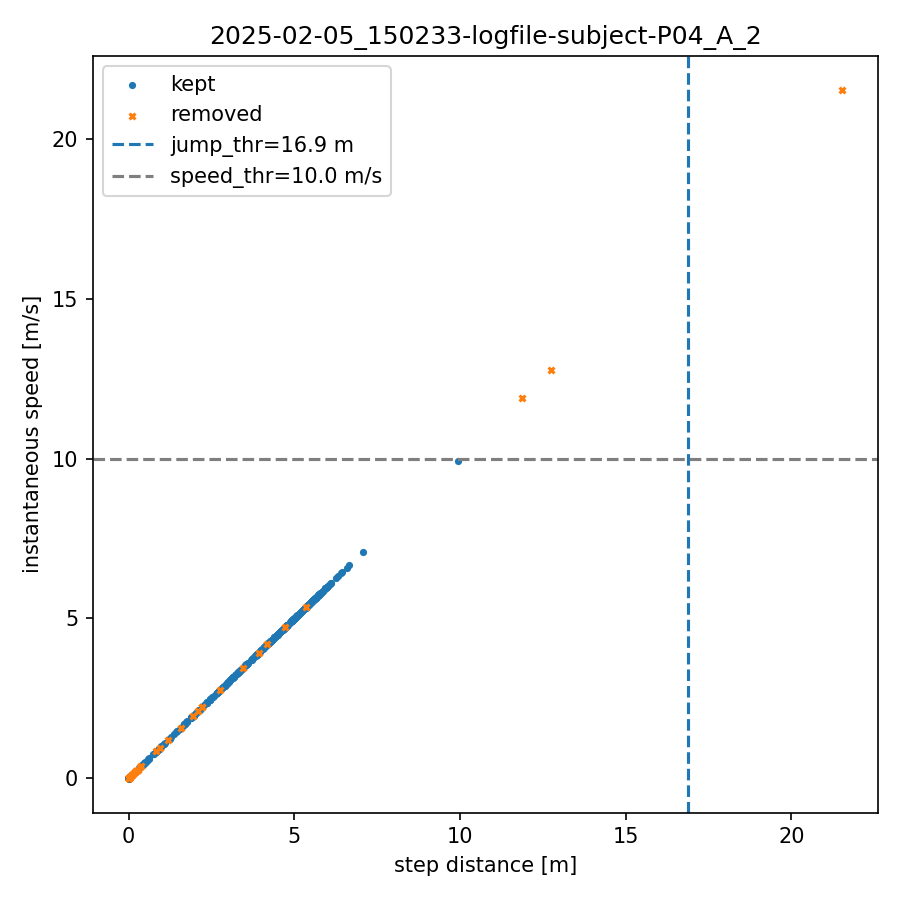 2025-02-05_150233-logfile-subject-P04_A_2
kept
removed
jump_thr=16.9 m
speed_thr=10.0 m/s
instantaneous speed [m/s]
20
15
10
5
0
0 5 10 15 20
step distance [m]